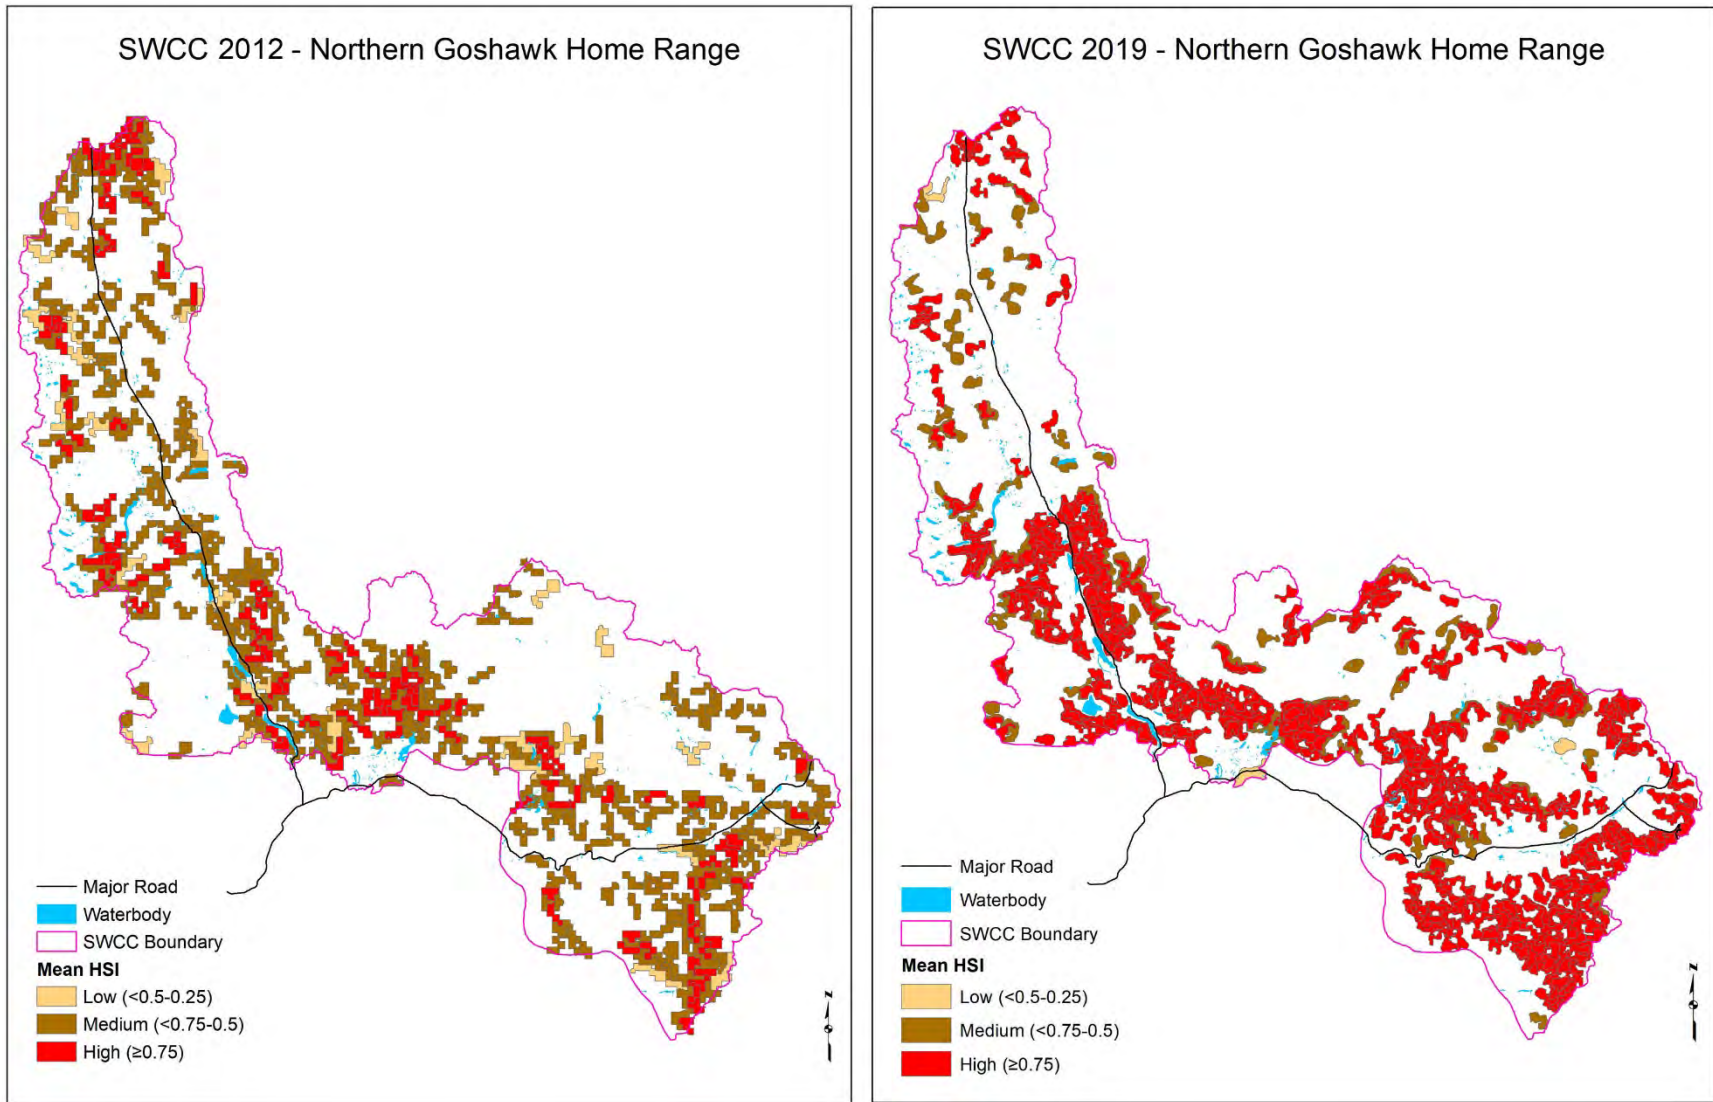 SWCC 2012 - Northern Goshawk Home Range
Major Road
Waterbody
SWCC Boundary
Mean HSI
Low (<0.5-0.25)
Medium (<0.75-0.5)
High (≥0.75)
N
SWCC 2019 - Northern Goshawk Home Range
Major Road
Waterbody
SWCC Boundary
Mean HSI
Low (<0.5-0.25)
Medium (<0.75-0.5)
High (≥0.75)
N